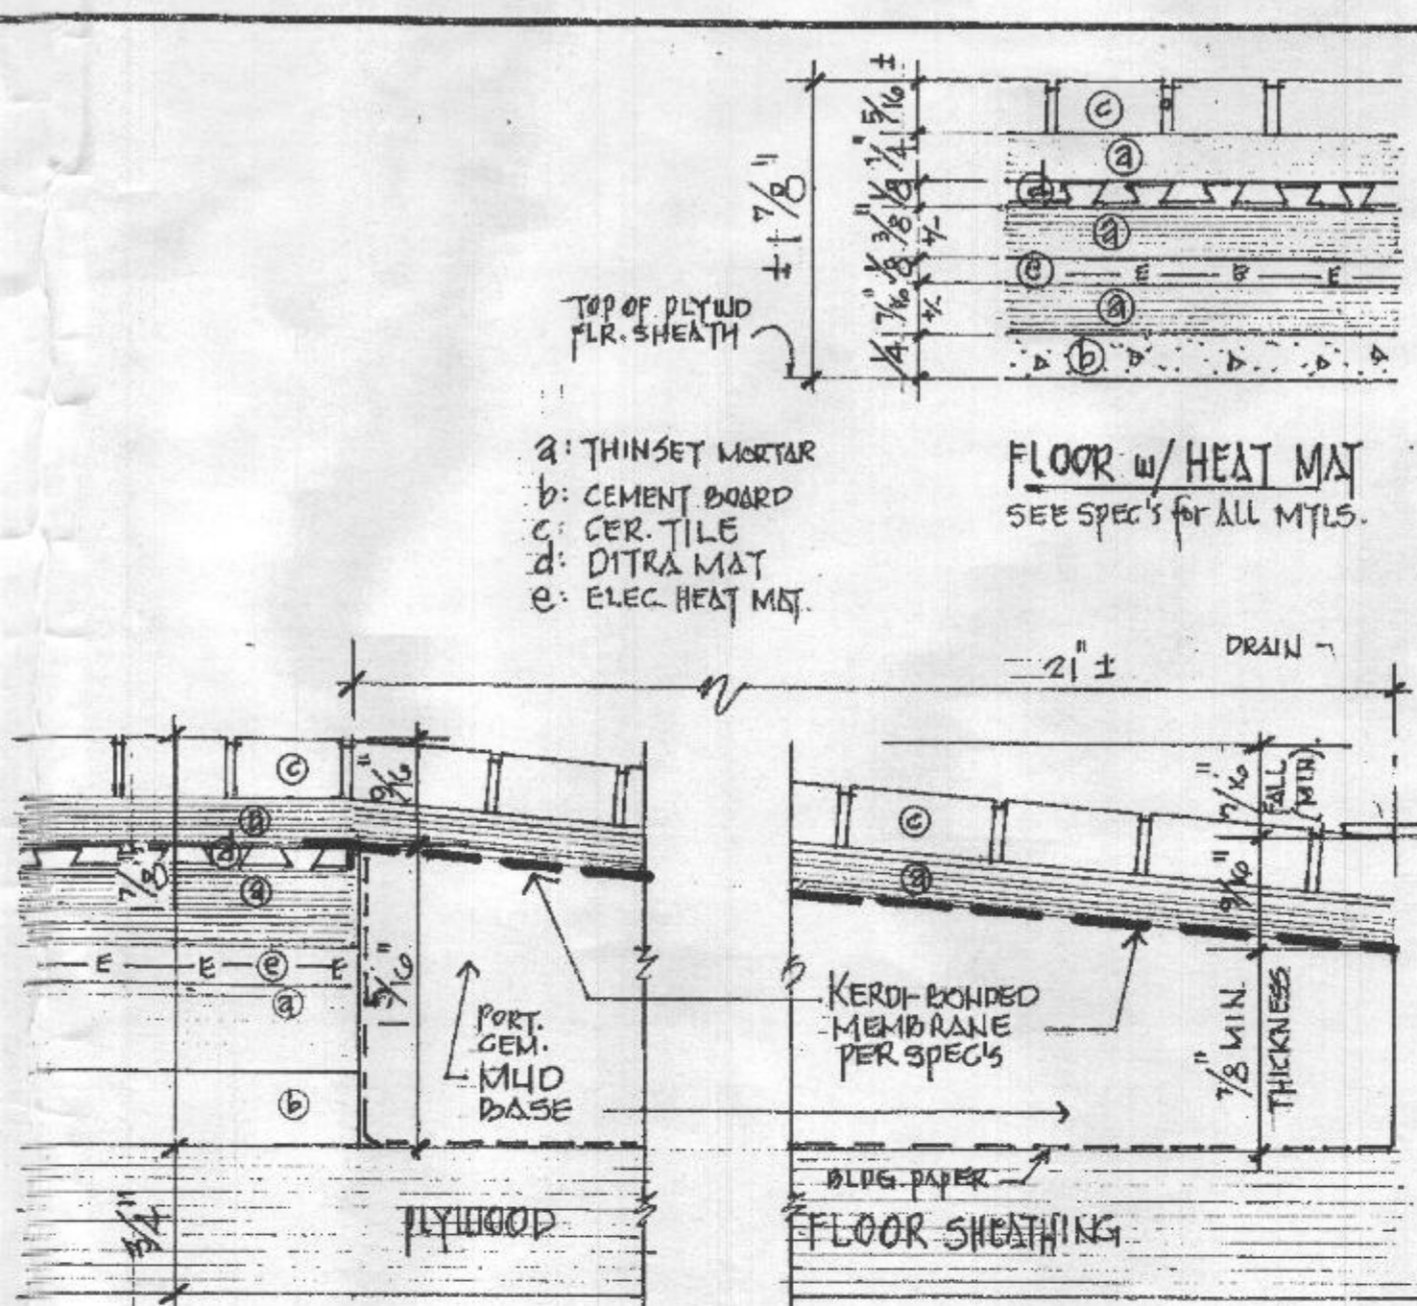 ± 1 7/8"
5/16 ±
1/4"
1/8
3/8" +/-
1/8
7/16" +/-
1/4
c
a
d
a
e E E E
a
b
TOP OF PLYWD
FLR. SHEATH
a: THINSET MORTAR
b: CEMENT BOARD
c: CER. TILE
d: DITRA MAT
e: ELEC. HEAT MAT.
FLOOR w/ HEAT MAT
SEE SPEC'S for ALL MTLS.
21" ±
DRAIN
c
a
d
a
E E e E
a
b
1 7/8"
9/16"
1 5/16"
3/4"
PORT.
CEM.
MUD
BASE
c
a
7/16"
FALL
(MIN)
9/16"
7/8" MIN.
THICKNESS
KERDI-BONDED
MEMBRANE
PER SPEC'S
BLDG. PAPER
PLYWOOD FLOOR SHEATHING